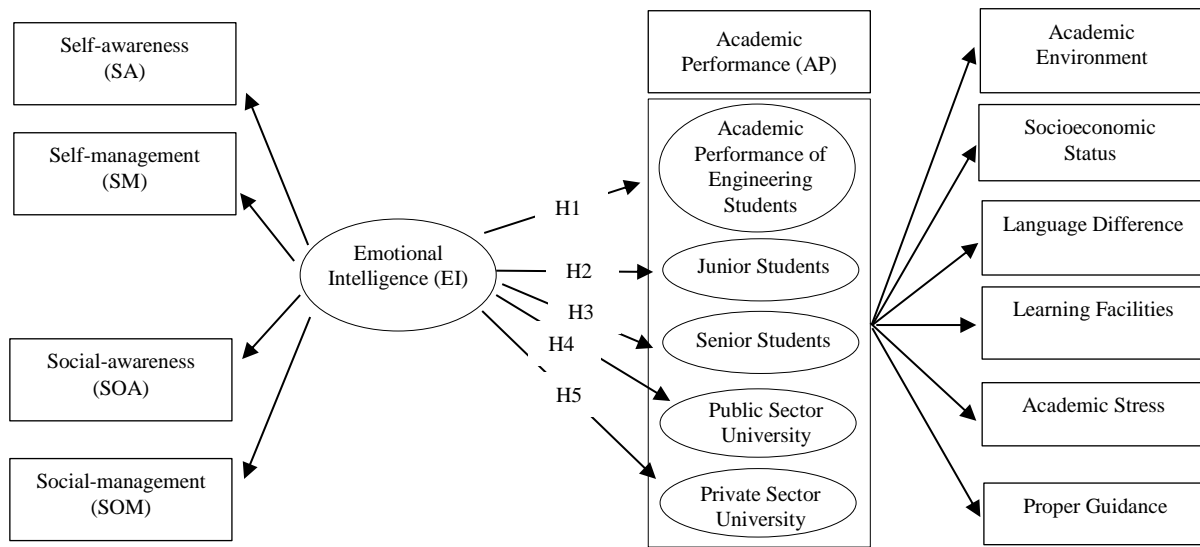 Self-awareness
(SA)
Self-management
(SM)
Social-awareness
(SOA)
Social-management
(SOM)
Emotional
Intelligence (EI)
H1
H2
H3
H4
H5
Academic
Performance (AP)
Academic
Performance of
Engineering
Students
Junior Students
Senior Students
Public Sector
University
Private Sector
University
Academic
Environment
Socioeconomic
Status
Language Difference
Learning Facilities
Academic Stress
Proper Guidance